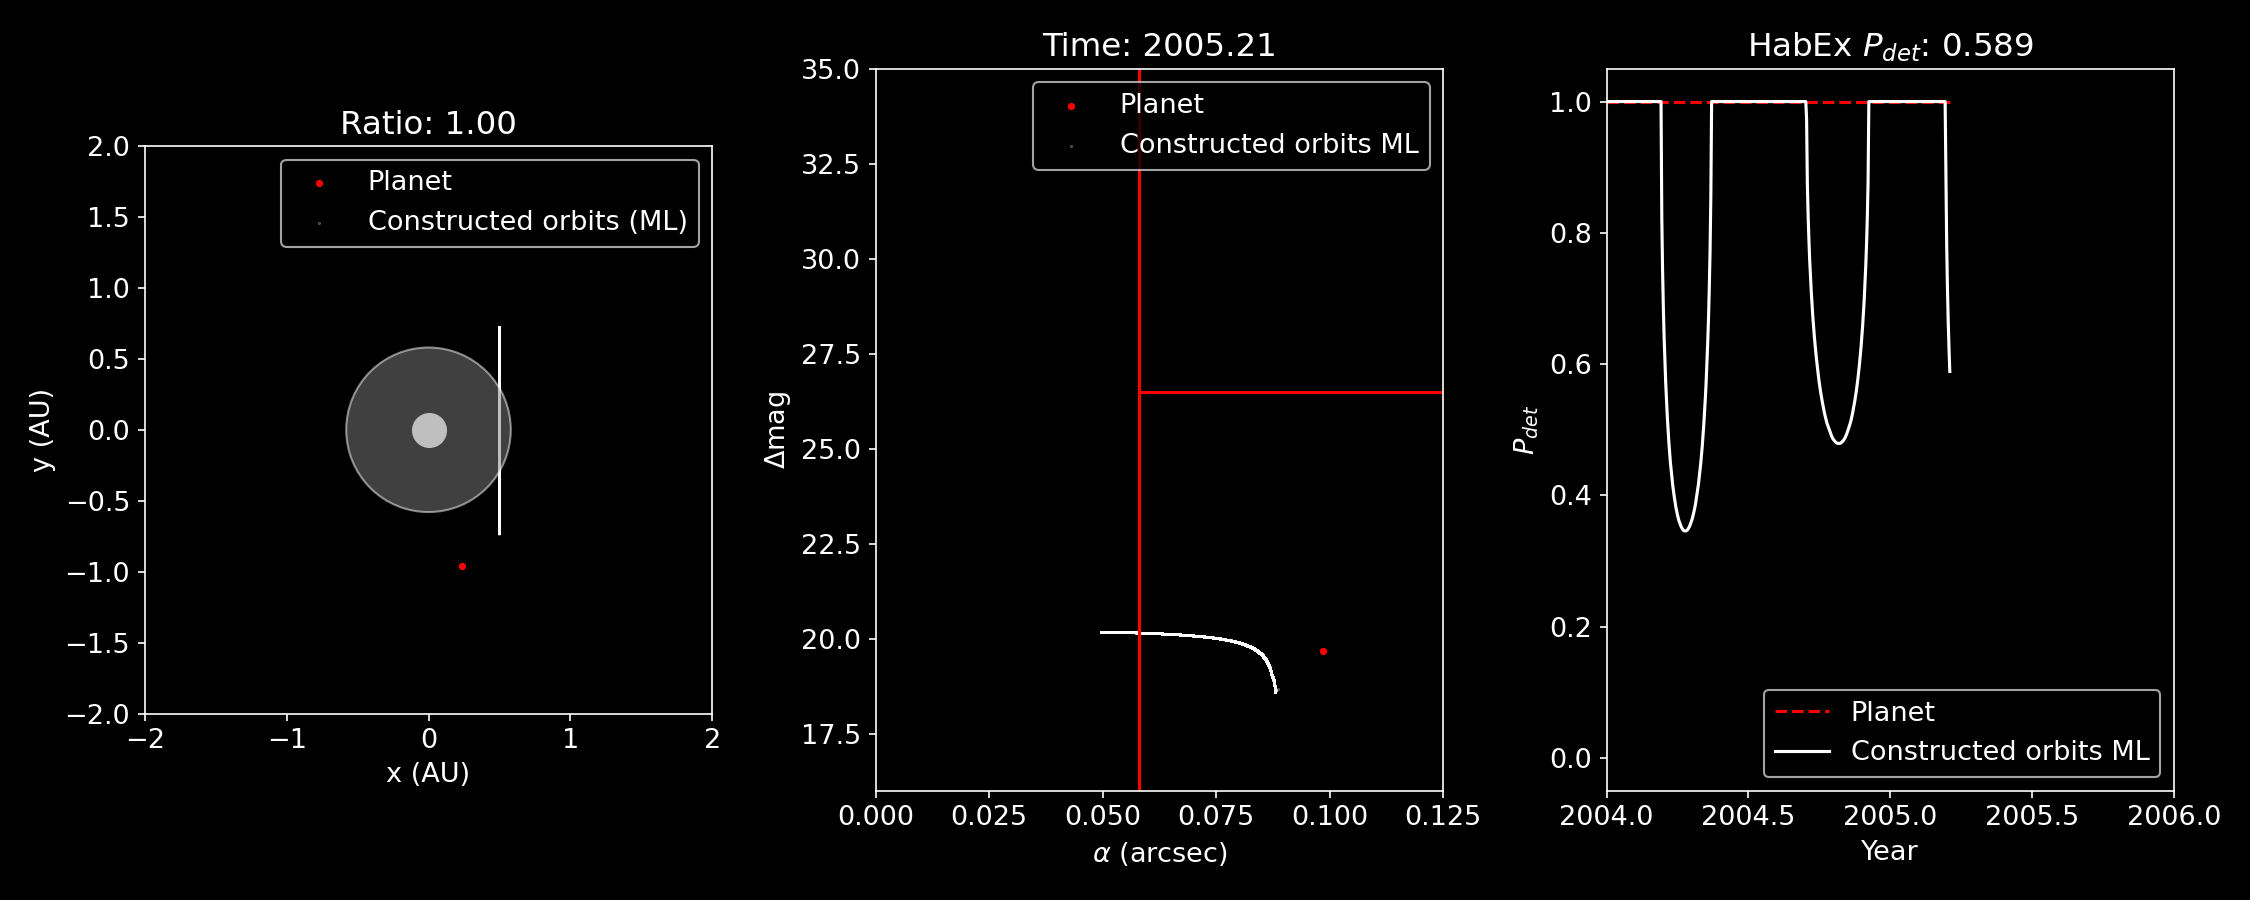 Ratio: 1.00
2.0
1.5
1.0
0.5
0.0
−0.5
−1.0
−1.5
−2.0
−2
−1
0
1
2
x (AU)
y (AU)
Planet
Constructed orbits (ML)
Time: 2005.21
35.0
32.5
30.0
27.5
25.0
22.5
20.0
17.5
0.000
0.025
0.050
0.075
0.100
0.125
α (arcsec)
Δmag
Planet
Constructed orbits ML
HabEx P_det: 0.589
1.0
0.8
0.6
0.4
0.2
0.0
2004.0
2004.5
2005.0
2005.5
2006.0
Year
P_det
Planet
Constructed orbits ML